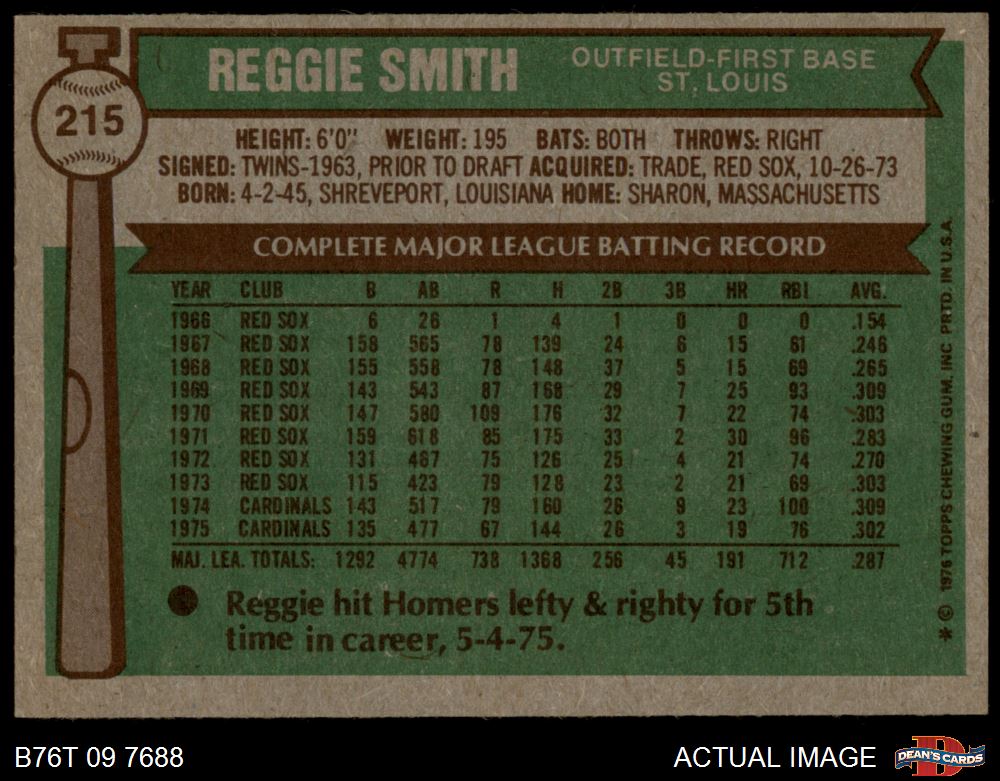 215
REGGIE SMITH
OUTFIELD-FIRST BASE
ST. LOUIS
HEIGHT: 6'0" WEIGHT: 195 BATS: BOTH THROWS: RIGHT
SIGNED: TWINS-1963, PRIOR TO DRAFT ACQUIRED: TRADE, RED SOX, 10-26-73
BORN: 4-2-45, SHREVEPORT, LOUISIANA HOME: SHARON, MASSACHUSETTS
COMPLETE MAJOR LEAGUE BATTING RECORD
YEAR CLUB B AB R H 2B 3B HR RBI AVG.
1966 RED SOX 6 26 1 4 1 0 0 0 .154
1967 RED SOX 158 565 78 139 24 6 15 61 .246
1968 RED SOX 155 558 78 148 37 5 15 69 .265
1969 RED SOX 143 543 87 168 29 7 25 93 .309
1970 RED SOX 147 580 109 176 32 7 22 74 .303
1971 RED SOX 159 618 85 175 33 2 30 96 .283
1972 RED SOX 131 467 75 126 25 4 21 74 .270
1973 RED SOX 115 423 79 128 23 2 21 69 .303
1974 CARDINALS 143 517 79 160 26 9 23 100 .309
1975 CARDINALS 135 477 67 144 26 3 19 76 .302
MAJ. LEA. TOTALS: 1292 4774 738 1368 256 45 191 712 .287
Reggie hit Homers lefty & righty for 5th
time in career, 5-4-75.
* © 1976 TOPPS CHEWING GUM, INC PRTD. IN U.S.A.
B76T 09 7688
ACTUAL IMAGE
D
DEAN'S CARDS